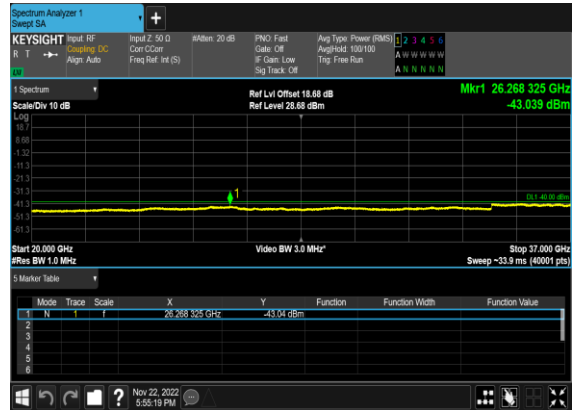 Spectrum Analyzer 1
Swept SA
+
KEYSIGHT Input: RF Input Z: 50 Ω #Atten: 20 dB PNO: Fast Avg Type: Power (RMS) 1 2 3 4 5 6
R T Coupling: DC Corr CCorr Gate: Off Avg|Hold: 100/100 A W W W W W
Align: Auto Freq Ref: Int (S) IF Gain: Low Trig: Free Run A N N N N N
Sig Track: Off
1 Spectrum Ref Lvl Offset 18.68 dB Mkr1 26.268 325 GHz
Scale/Div 10 dB Ref Level 28.68 dBm -43.039 dBm
Log
18.7
8.68
-1.32
-11.3
-21.3
-31.3
1
DL1 -40.00 dBm
-41.3
-51.3
-61.3
Start 20.000 GHz Video BW 3.0 MHz* Stop 37.000 GHz
#Res BW 1.0 MHz Sweep ~33.9 ms (40001 pts)
5 Marker Table
Mode Trace Scale X Y Function Function Width Function Value
1 N 1 f 26.268 325 GHz -43.04 dBm
2
3
4
5
6
? Nov 22, 2022
5:55:19 PM